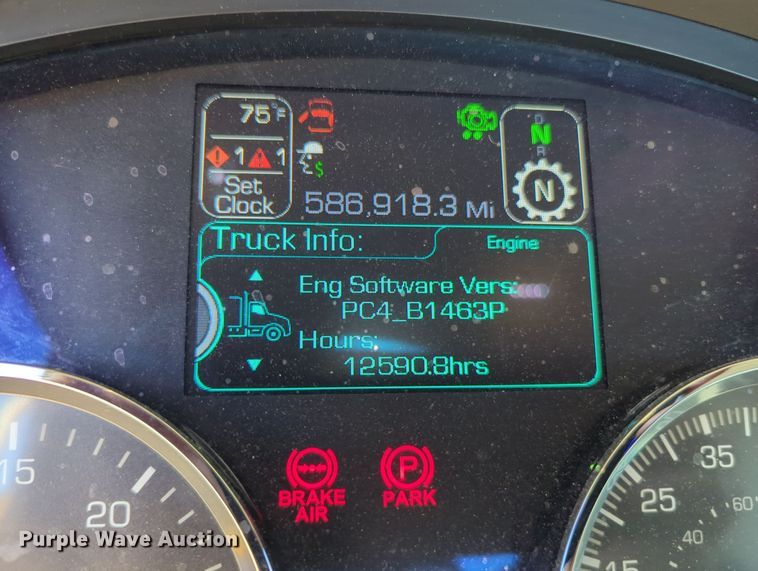 75°F
1 1
Set
Clock
$
D
N
R
N
586,918.3 Mi
Truck Info:
Engine
Eng Software Vers:
PC4_B1463P
Hours:
12590.8hrs
P
BRAKE
AIR
PARK
15
20
15
25
35
40
60
Purple Wave Auction